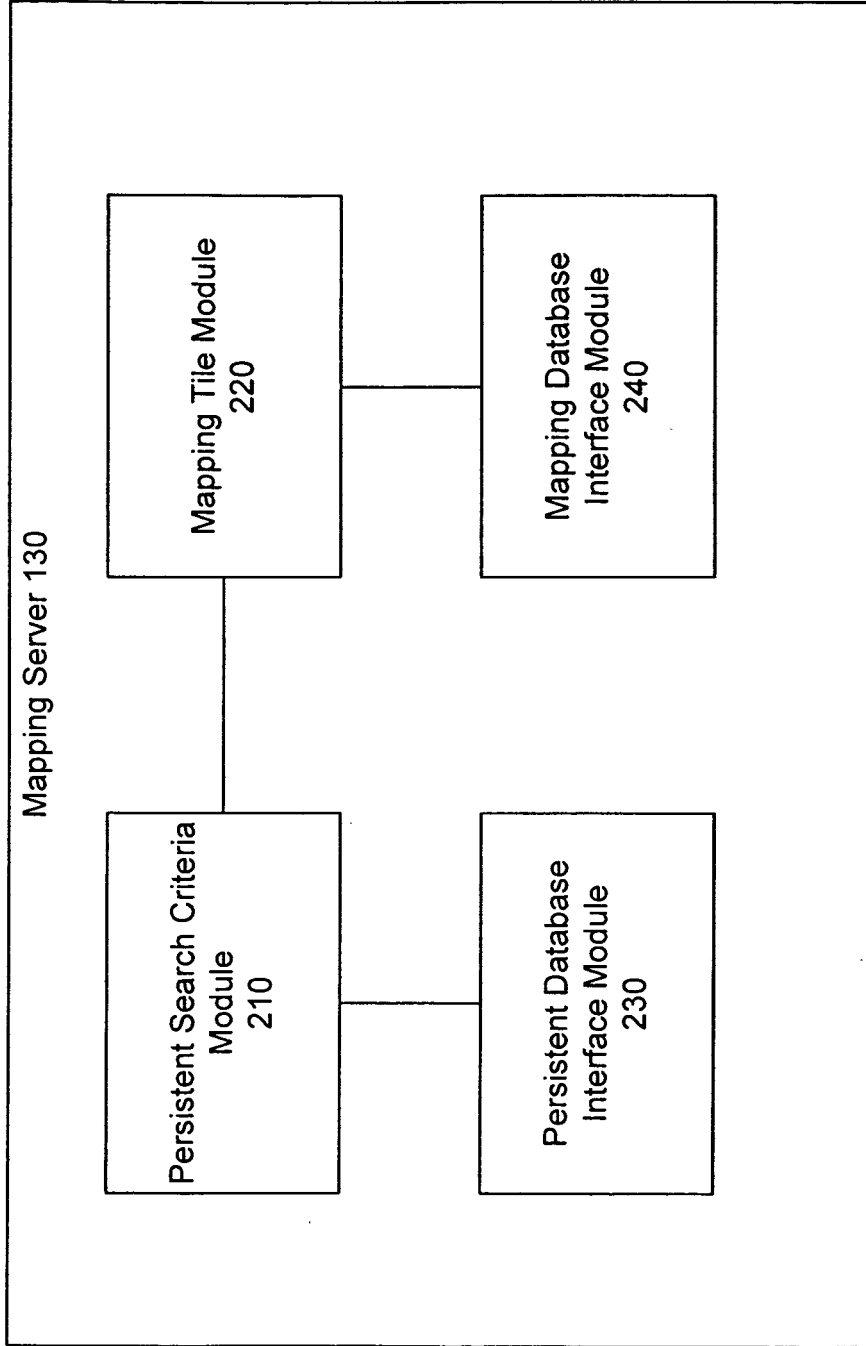 Mapping Server 130
Persistent Search Criteria
Module
210
Mapping Tile Module
220
Persistent Database
Interface Module
230
Mapping Database
Interface Module
240